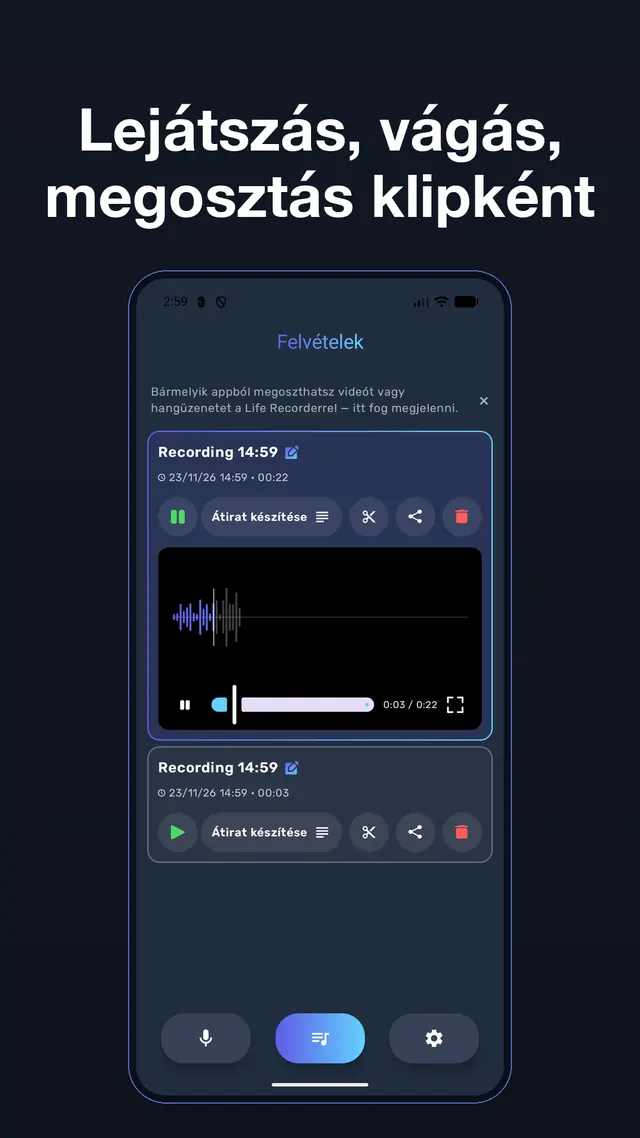 Lejátszás, vágás,
megosztás klipként
2:59
Felvételek
Bármelyik appból megoszthatsz videót vagy
hangüzenetet a Life Recorderrel — itt fog megjelenni.
Recording 14:59
23/11/26 14:59 • 00:22
Átirat készítése
0:03 / 0:22
Recording 14:59
23/11/26 14:59 • 00:03
Átirat készítése